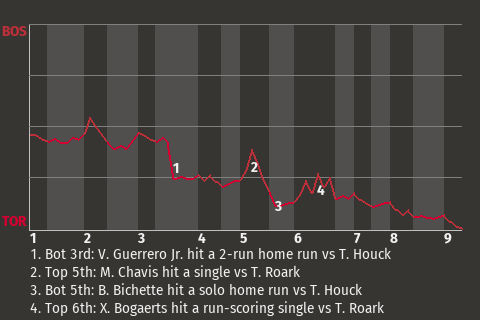 BOS
1
2
3
4
TOR
1 2 3 4 5 6 7 8 9
1. Bot 3rd: V. Guerrero Jr. hit a 2-run home run vs T. Houck
2. Top 5th: M. Chavis hit a single vs T. Roark
3. Bot 5th: B. Bichette hit a solo home run vs T. Houck
4. Top 6th: X. Bogaerts hit a run-scoring single vs T. Roark